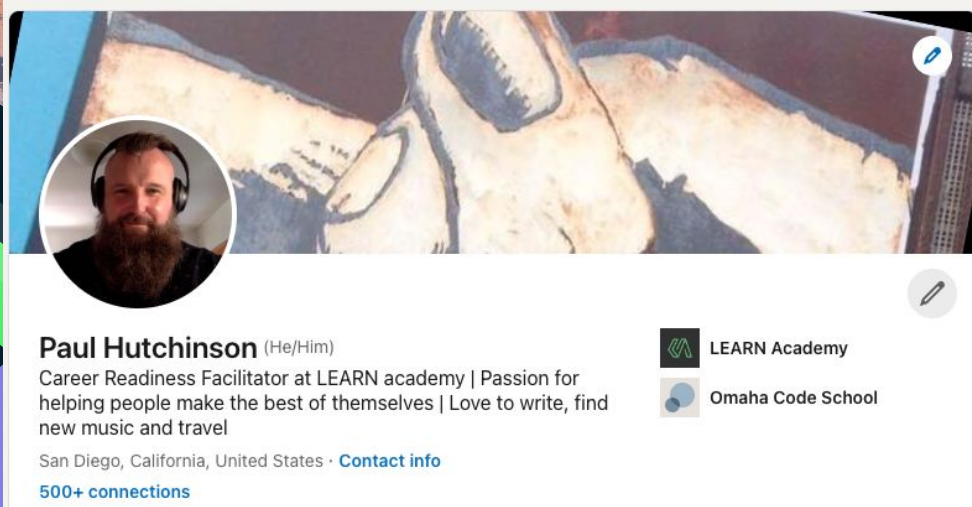 Paul Hutchinson (He/Him)
Career Readiness Facilitator at LEARN academy | Passion for
helping people make the best of themselves | Love to write, find
new music and travel
San Diego, California, United States · Contact info
500+ connections
LEARN Academy
Omaha Code School